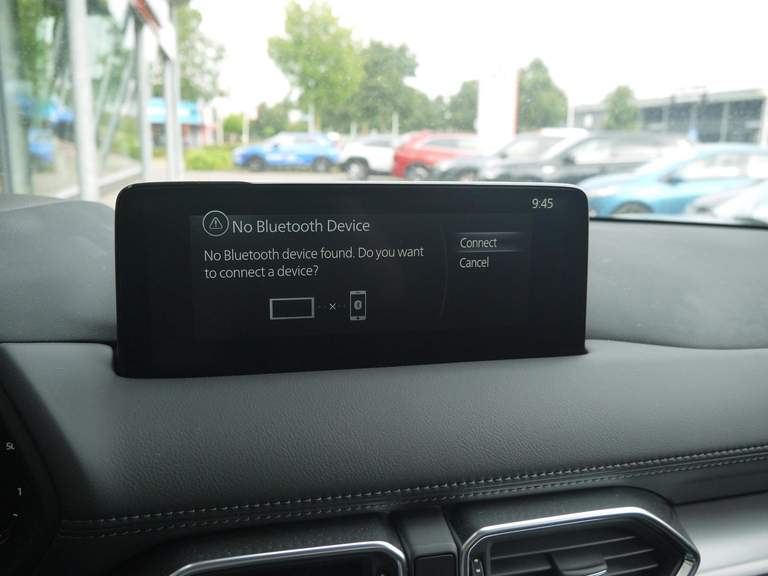 9:45
No Bluetooth Device
No Bluetooth device found. Do you want
to connect a device?
Connect
Cancel